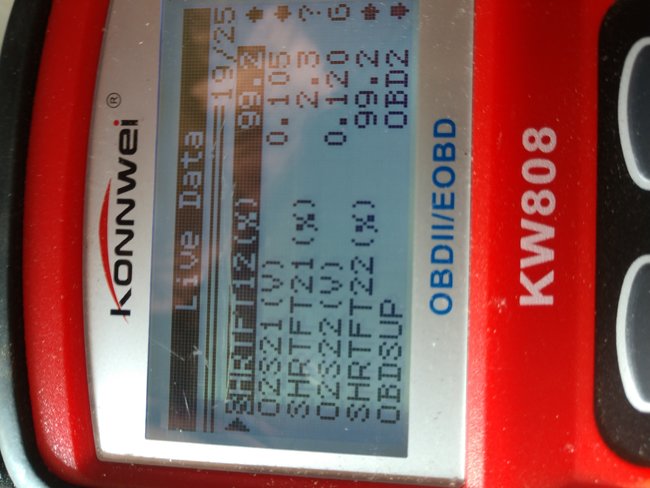 KONNWEI®
Live Data
19/25
SHRTFT12(%) 99.2
O2S21(V) 0.105
SHRTFT21(%) 2.3
O2S22(V) 0.120
SHRTFT22(%) 99.2
OBDSUP OBD2
OBDII/EOBD
KW808